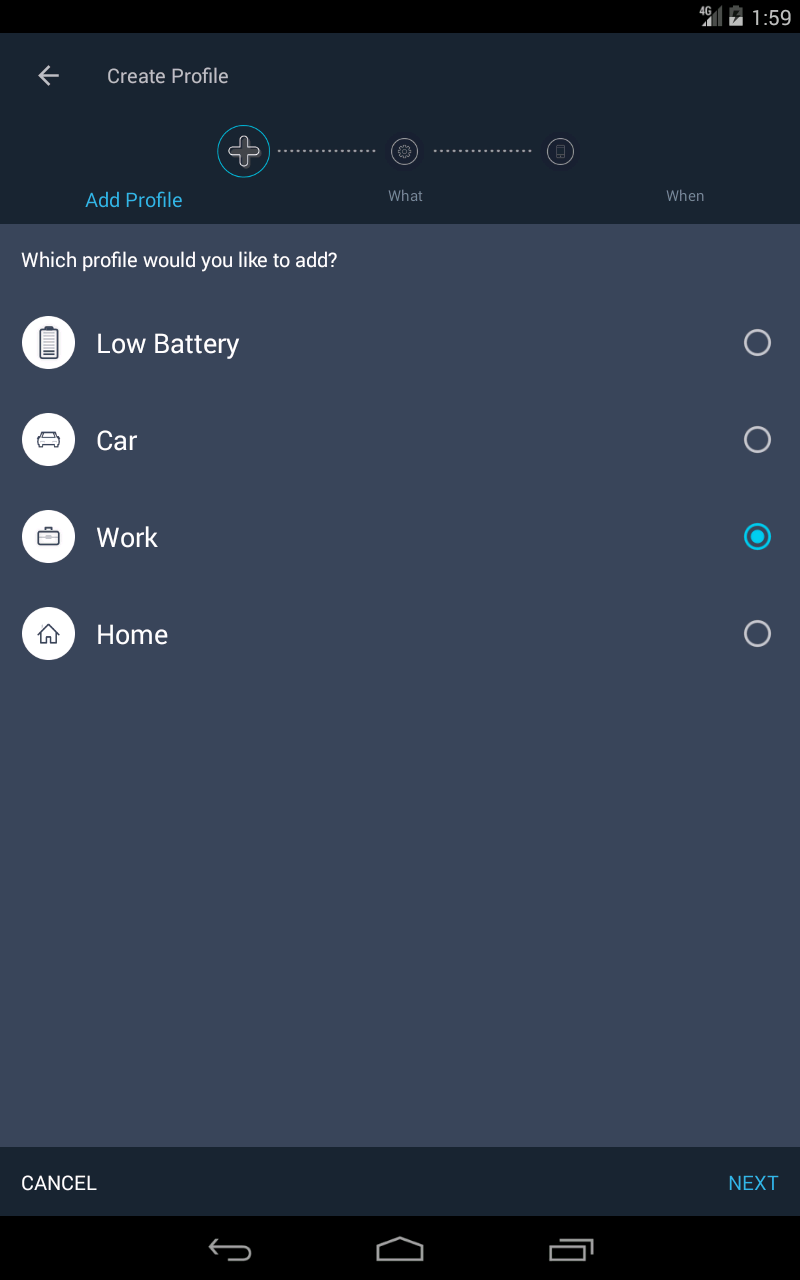 4G 1:59
Create Profile
Add Profile
What
When
Which profile would you like to add?
Low Battery
Car
Work
Home
CANCEL
NEXT